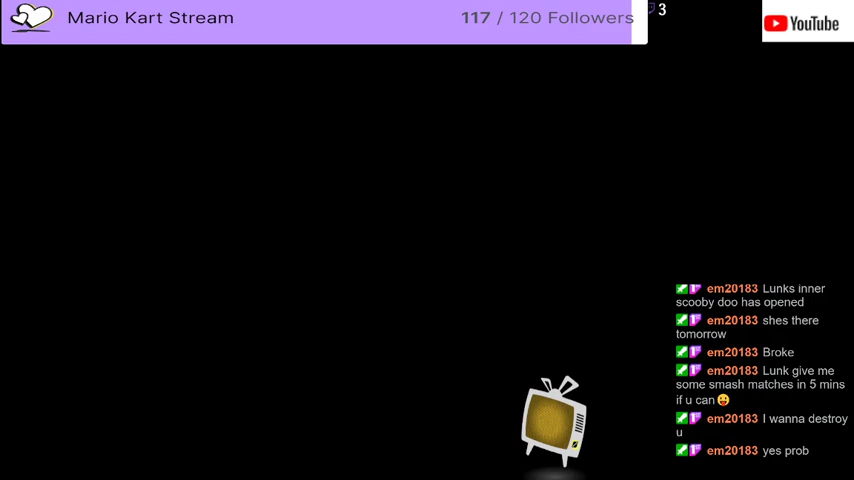 Mario Kart Stream
117 / 120 Followers
3
YouTube
em20183 Lunks inner
scooby doo has opened
em20183 shes there
tomorrow
em20183 Broke
em20183 Lunk give me
some smash matches in 5 mins
if u can😛
em20183 I wanna destroy
u
em20183 yes prob